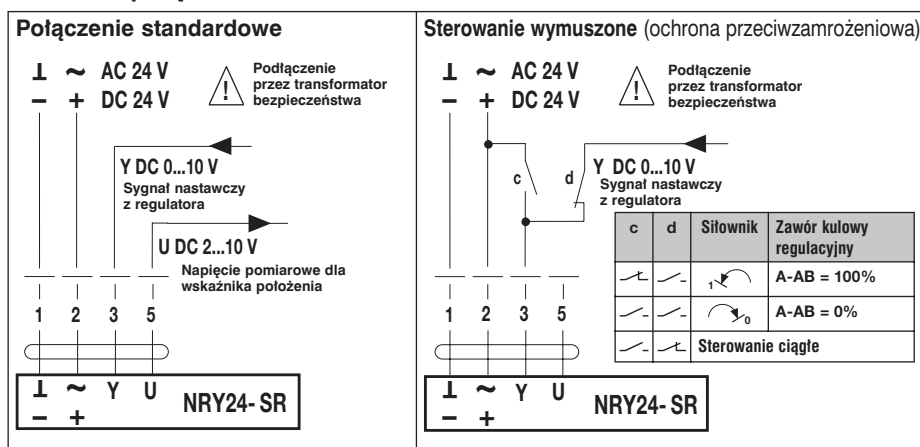 Połączenie standardowe
⊥ ~ AC 24 V
– + DC 24 V
!
Podłączenie
przez transformator
bezpieczeństwa
Y DC 0...10 V
Sygnał nastawczy
z regulatora
U DC 2...10 V
Napięcie pomiarowe dla
wskaźnika położenia
1 2 3 5
⊥ ~ Y U
– +
NRY24- SR
Sterowanie wymuszone (ochrona przeciwzamrożeniowa)
⊥ ~ AC 24 V
– + DC 24 V
!
Podłączenie
przez transformator
bezpieczeństwa
c d
Y DC 0...10 V
Sygnał nastawczy
z regulatora
c d Siłownik Zawór kulowy
regulacyjny
1 A-AB = 100%
0 A-AB = 0%
Sterowanie ciągłe
1 2 3 5
⊥ ~ Y U
– +
NRY24- SR